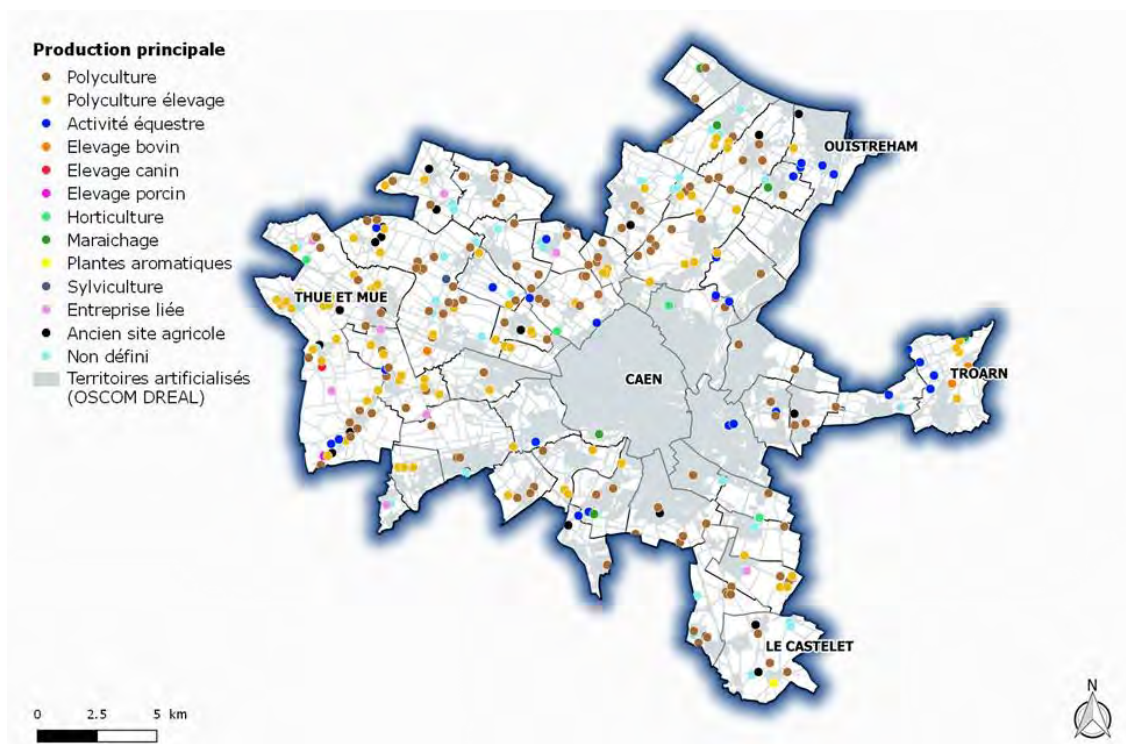 Production principale
Polyculture
Polyculture élevage
Activité équestre
Elevage bovin
Elevage canin
Elevage porcin
Horticulture
Maraichage
Plantes aromatiques
Sylviculture
Entreprise liée
Ancien site agricole
Non défini
Territoires artificialisés
(OSCOM DREAL)
OUISTREHAM
THUE ET MUE
CAEN
TROARN
LE CASTELET
0 2.5 5 km
N